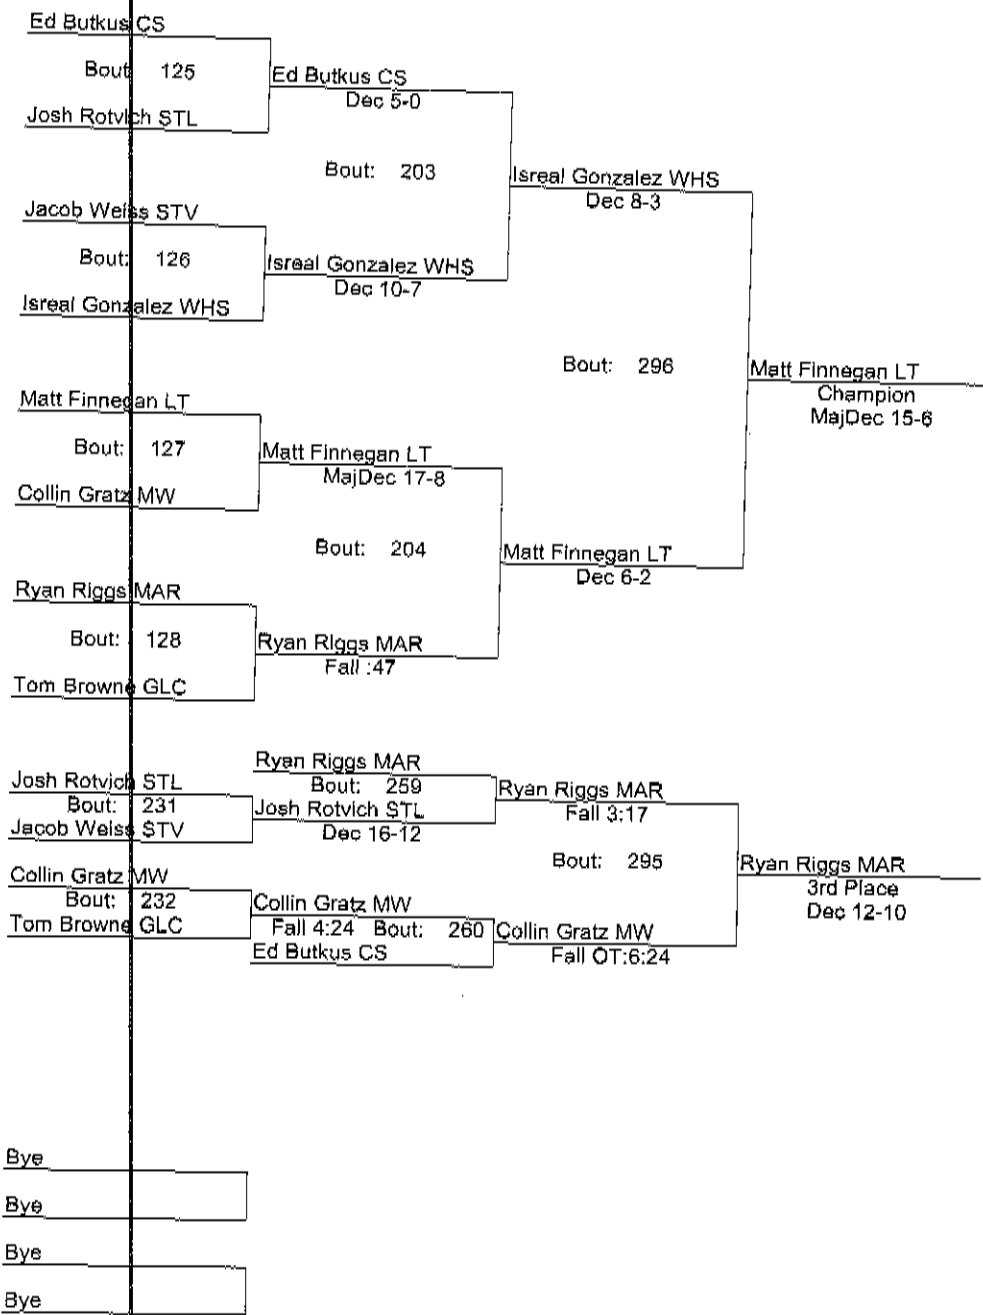 Ed Butkus CS
Bout 125
Ed Butkus CS
Dec 5-0
Josh Rotvich STL
Bout: 203
Isreal Gonzalez WHS
Dec 8-3
Jacob Weiss STV
Bout: 126
Isreal Gonzalez WHS
Dec 10-7
Isreal Gonzalez WHS
Bout: 296
Matt Finnegan LT
Champion
MajDec 15-6
Matt Finnegan LT
Bout: 127
Matt Finnegan LT
MajDec 17-8
Collin Gratz MW
Bout: 204
Matt Finnegan LT
Dec 6-2
Ryan Riggs MAR
Bout: 128
Ryan Riggs MAR
Fall :47
Tom Browne GLC
Ryan Riggs MAR
Josh Rotvich STL
Bout: 259
Ryan Riggs MAR
Fall 3:17
Bout: 231
Josh Rotvich STL
Dec 16-12
Jacob Weiss STV
Bout: 295
Ryan Riggs MAR
3rd Place
Dec 12-10
Collin Gratz MW
Bout: 232
Collin Gratz MW
Tom Browne GLC
Fall 4:24 Bout: 260
Collin Gratz MW
Fall OT:6:24
Ed Butkus CS
Bye
Bye
Bye
Bye